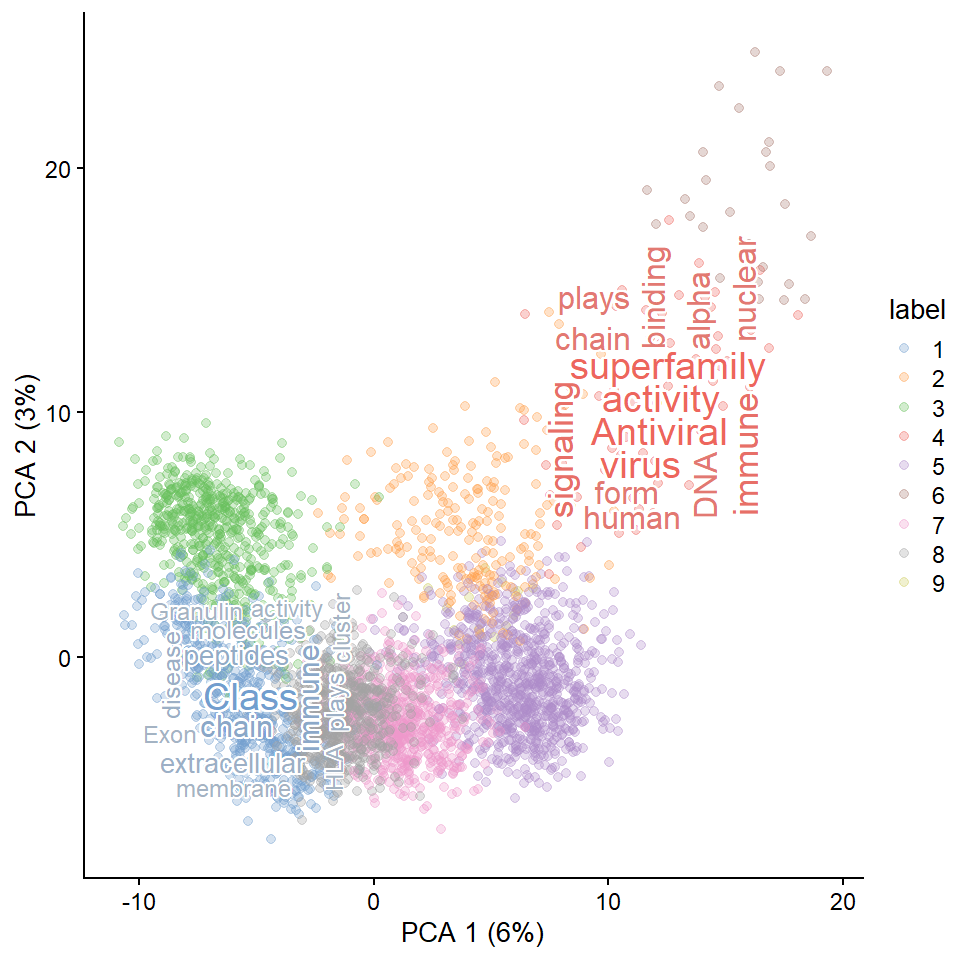 20
10
0
-10
0
10
20
PCA 2 (3%)
PCA 1 (6%)
plays
binding
alpha
nuclear
chain
superfamily
activity
signaling
Antiviral
immune
virus
DNA
form
human
Granulin
activity
cluster
molecules
disease
peptides
immune
Class
plays
chain
Exon
extracellular
HLA
membrane
label
1
2
3
4
5
6
7
8
9